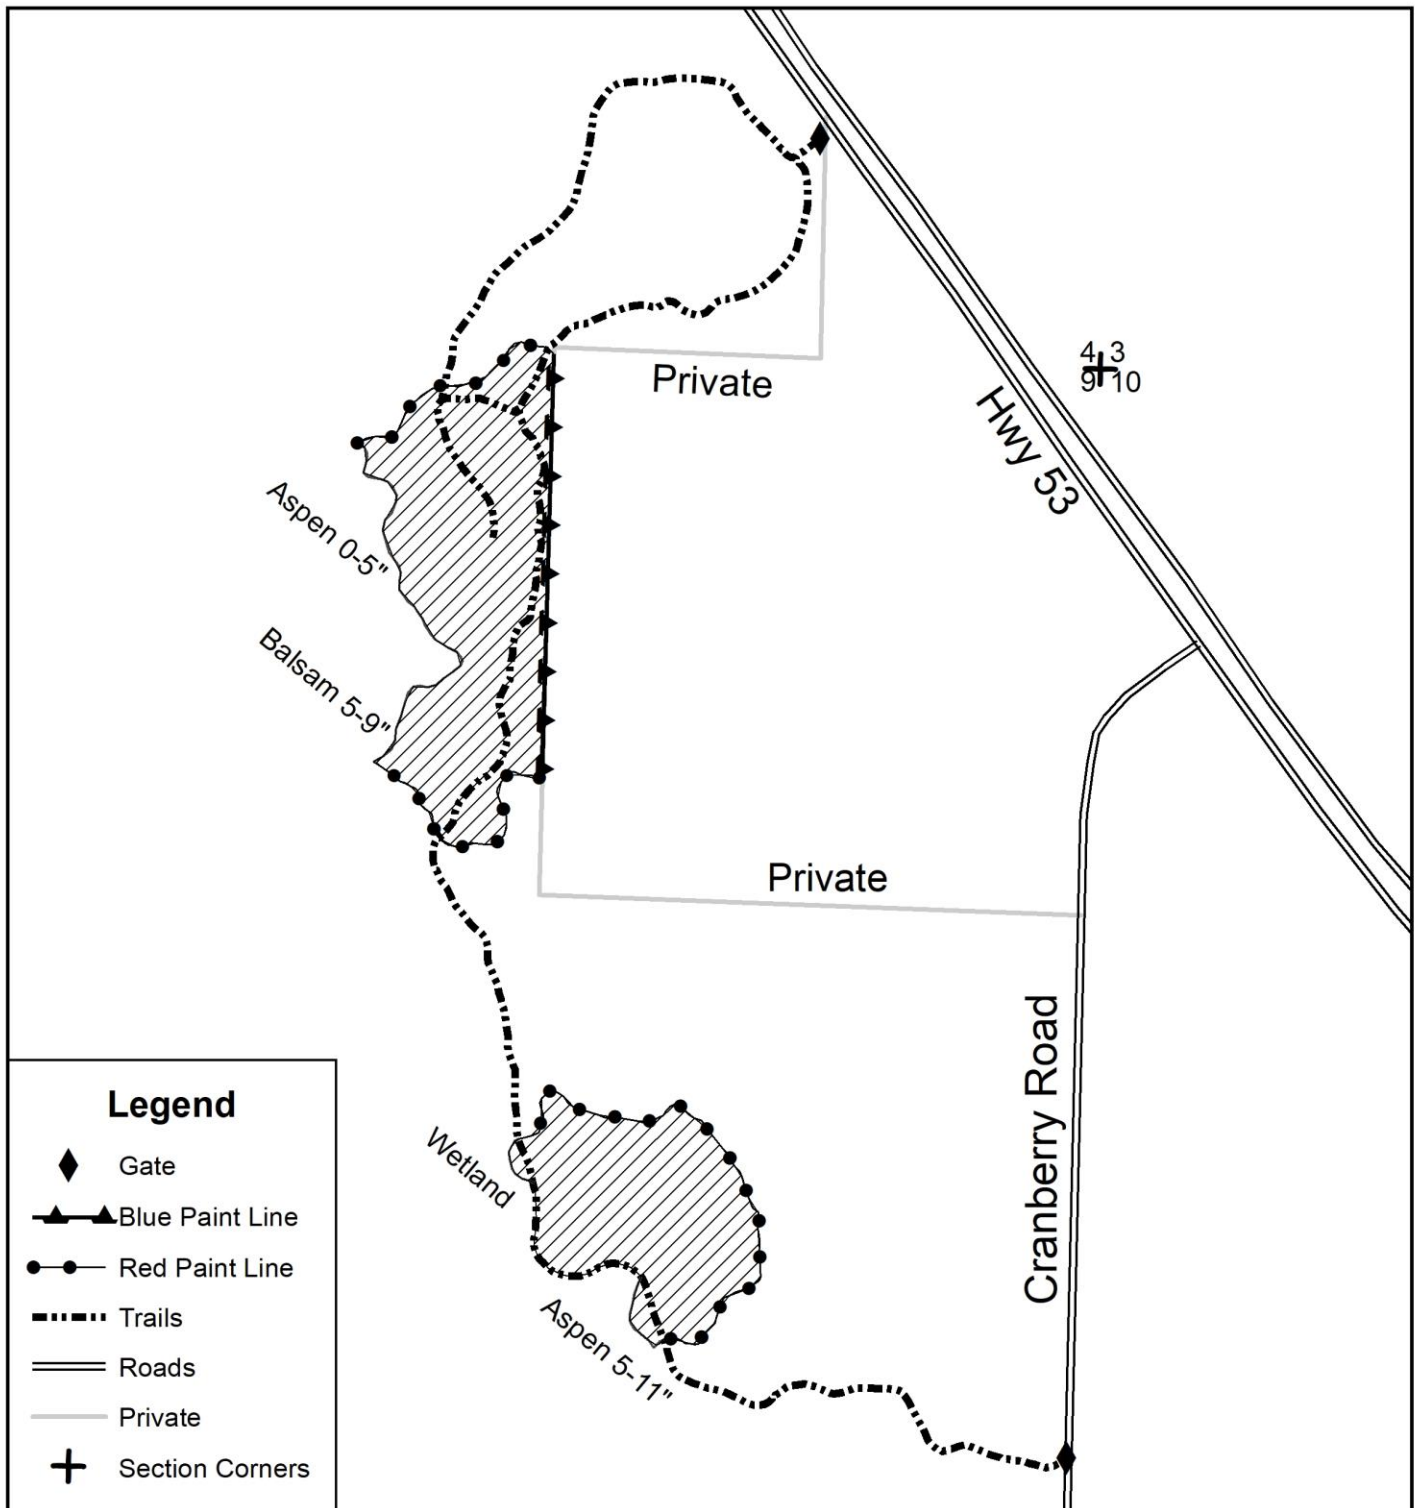 4 3
9 10
Private
Hwy 53
Aspen 0-5"
Balsam 5-9"
Private
Cranberry Road
Wetland
Aspen 5-11"
Legend
Gate
Blue Paint Line
Red Paint Line
Trails
Roads
Private
Section Corners